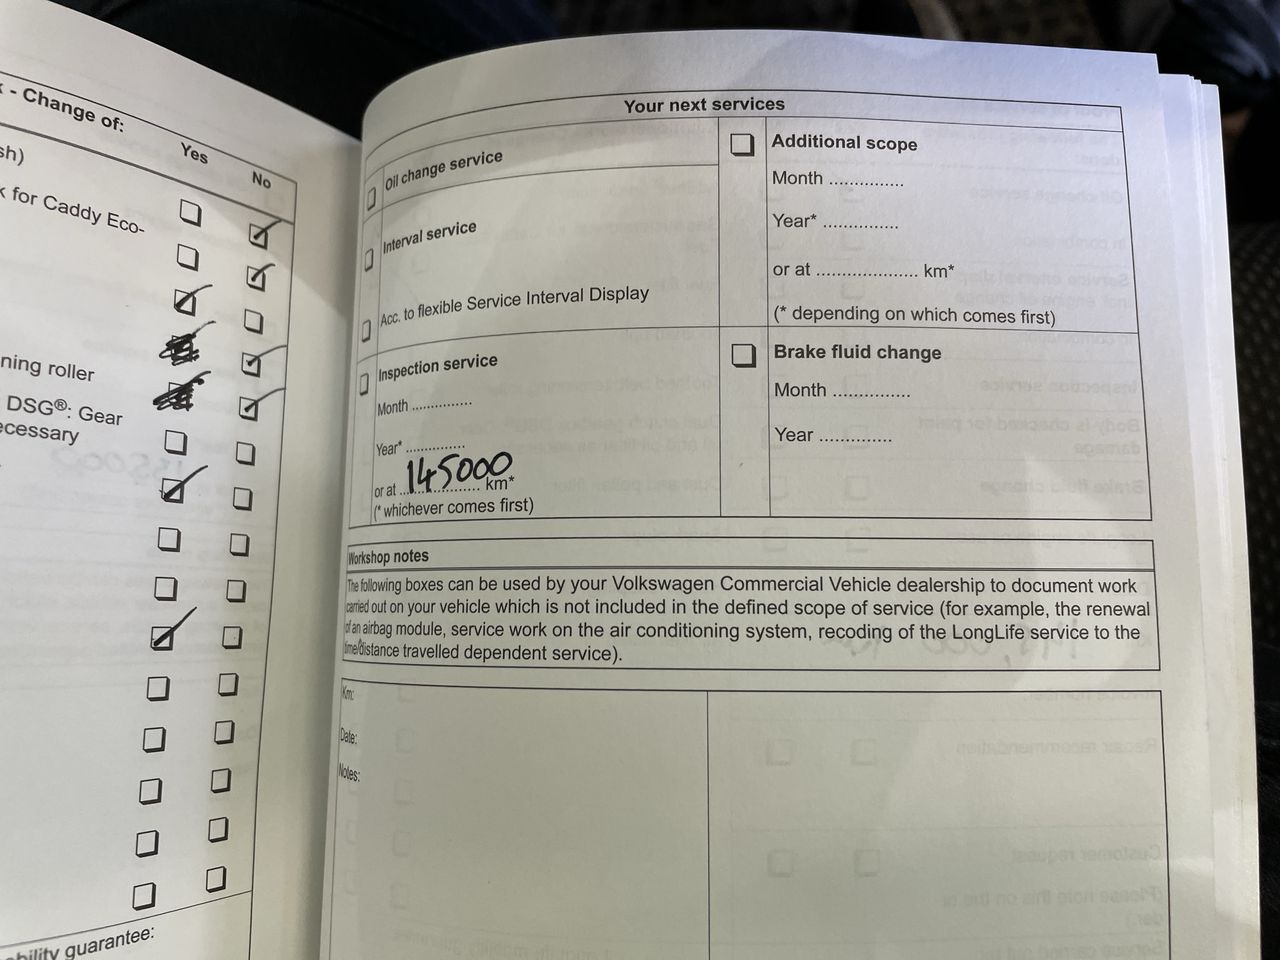 - Change of:
Yes
No
sh)
k for Caddy Eco-
ning roller
DSG®: Gear
ecessary
bility guarantee:
Your next services
Oil change service
Interval service
Acc. to flexible Service Interval Display
Inspection service
Month ..............
Year* ..............
or at ...145000... km*
(* whichever comes first)
Additional scope
Month ..............
Year* ..............
or at ................... km*
(* depending on which comes first)
Brake fluid change
Month ..............
Year .............
Workshop notes
The following boxes can be used by your Volkswagen Commercial Vehicle dealership to document work
carried out on your vehicle which is not included in the defined scope of service (for example, the renewal
of an airbag module, service work on the air conditioning system, recoding of the LongLife service to the
time/distance travelled dependent service).
Km:
Date:
Notes: